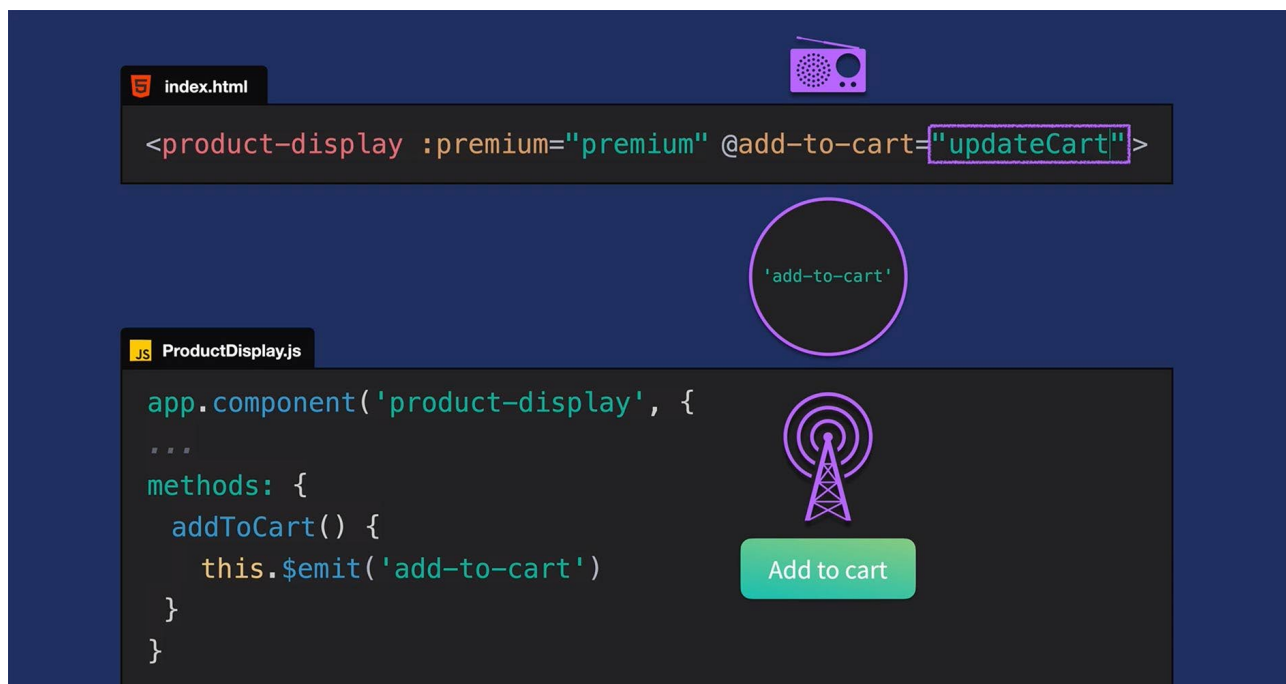 index.html
<product-display :premium="premium" @add-to-cart="updateCart">
'add-to-cart'
JS ProductDisplay.js
app.component('product-display', {
...
methods: {
addToCart() {
this.$emit('add-to-cart')
}
}
Add to cart